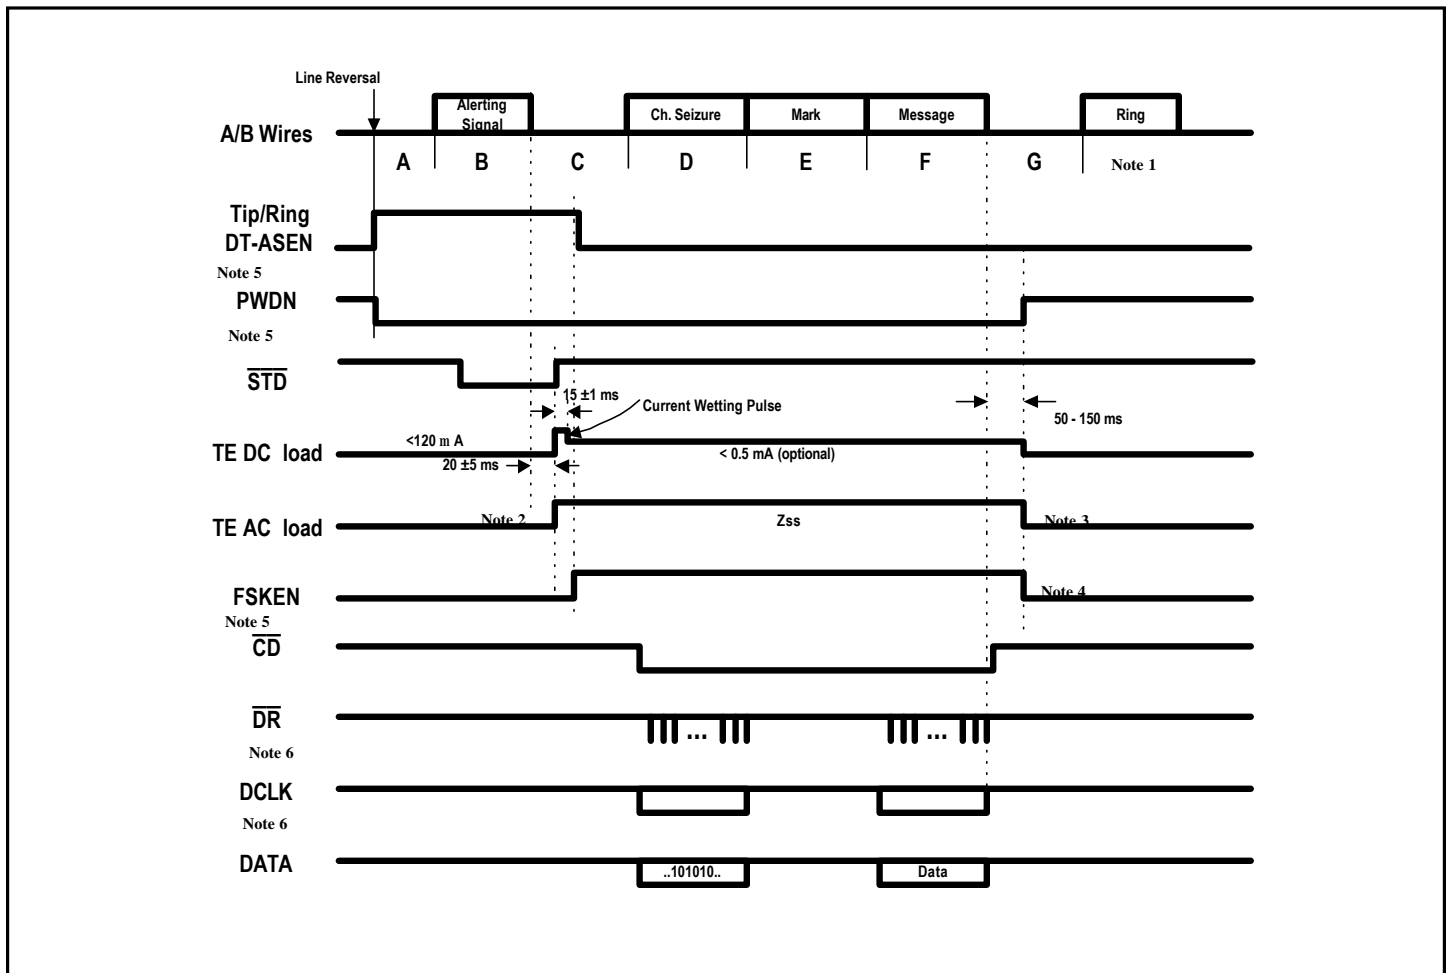 Line Reversal
A/B Wires
Alerting
Signal
Ch. Seizure
Mark
Message
Ring
A
B
C
D
E
F
G
Note 1
Tip/Ring
DT-ASEN
Note 5
PWDN
Note 5
STD
15 ±1 ms
Current Wetting Pulse
50 - 150 ms
TE DC load
<120 m A
20 ±5 ms
< 0.5 mA (optional)
TE AC load
Note 2
Zss
Note 3
FSKEN
Note 4
Note 5
CD
DR
...
...
Note 6
DCLK
Note 6
DATA
..101010..
Data